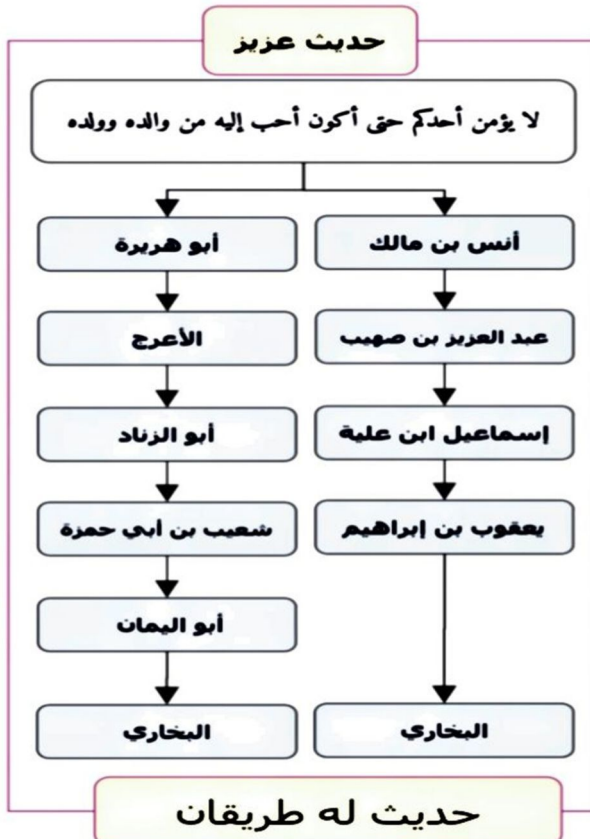 حديث عزيز
لا يؤمن أحدكم حتى أكون أحب إليه من والده وولده
أنس بن مالك
عبد العزيز بن صهيب
إسماعيل ابن علية
يعقوب بن إبراهيم
البخاري
أبو هريرة
الأعرج
أبو الزناد
شعيب بن أبي حمزة
أبو اليمان
البخاري
حديث له طريقان